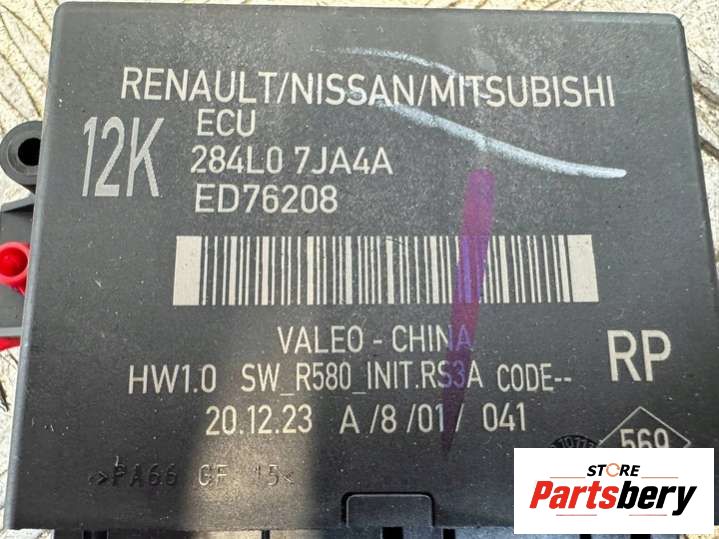 RENAULT/NISSAN/MITSUBISHI
12K
ECU
284L0 7JA4A
ED76208
VALEO - CHINA
RP
HW1.0 SW_R580_INIT.RS3A CODE--
20.12.23 A/8/01/ 041
569
STORE
Partsbery